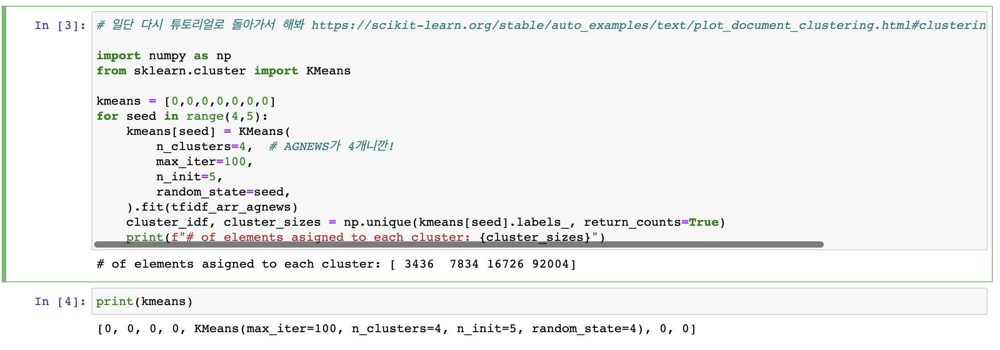 In [3]: # 일단 다시 튜토리얼로 돌아가서 해봐 https://scikit-learn.org/stable/auto_examples/text/plot_document_clustering.html#clusterin
import numpy as np
from sklearn.cluster import KMeans
kmeans = [0,0,0,0,0,0,0]
for seed in range(4,5):
    kmeans[seed] = KMeans(
        n_clusters=4,  # AGNEWS가 4개니깐!
        max_iter=100,
        n_init=5,
        random_state=seed,
    ).fit(tfidf_arr_agnews)
    cluster_idf, cluster_sizes = np.unique(kmeans[seed].labels_, return_counts=True)
    print(f"# of elements asigned to each cluster: {cluster_sizes}")
# of elements asigned to each cluster: [ 3436  7834 16726 92004]
In [4]: print(kmeans)
[0, 0, 0, 0, KMeans(max_iter=100, n_clusters=4, n_init=5, random_state=4), 0, 0]